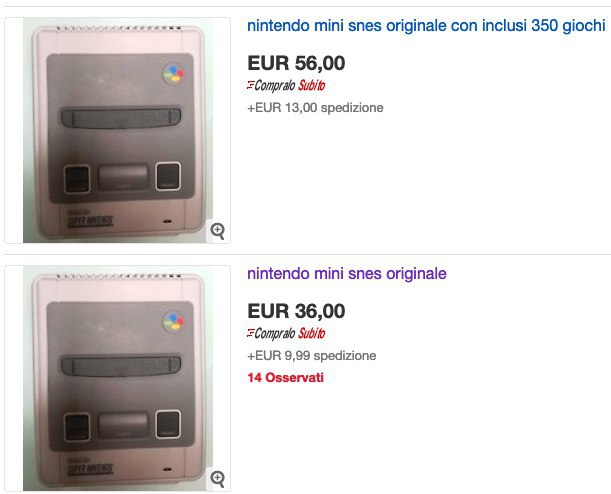 nintendo mini snes originale con inclusi 350 giochi
EUR 56,00
Compralo Subito
+EUR 13,00 spedizione
SUPER NINTENDO
nintendo mini snes originale
EUR 36,00
Compralo Subito
+EUR 9,99 spedizione
14 Osservati
SUPER NINTENDO